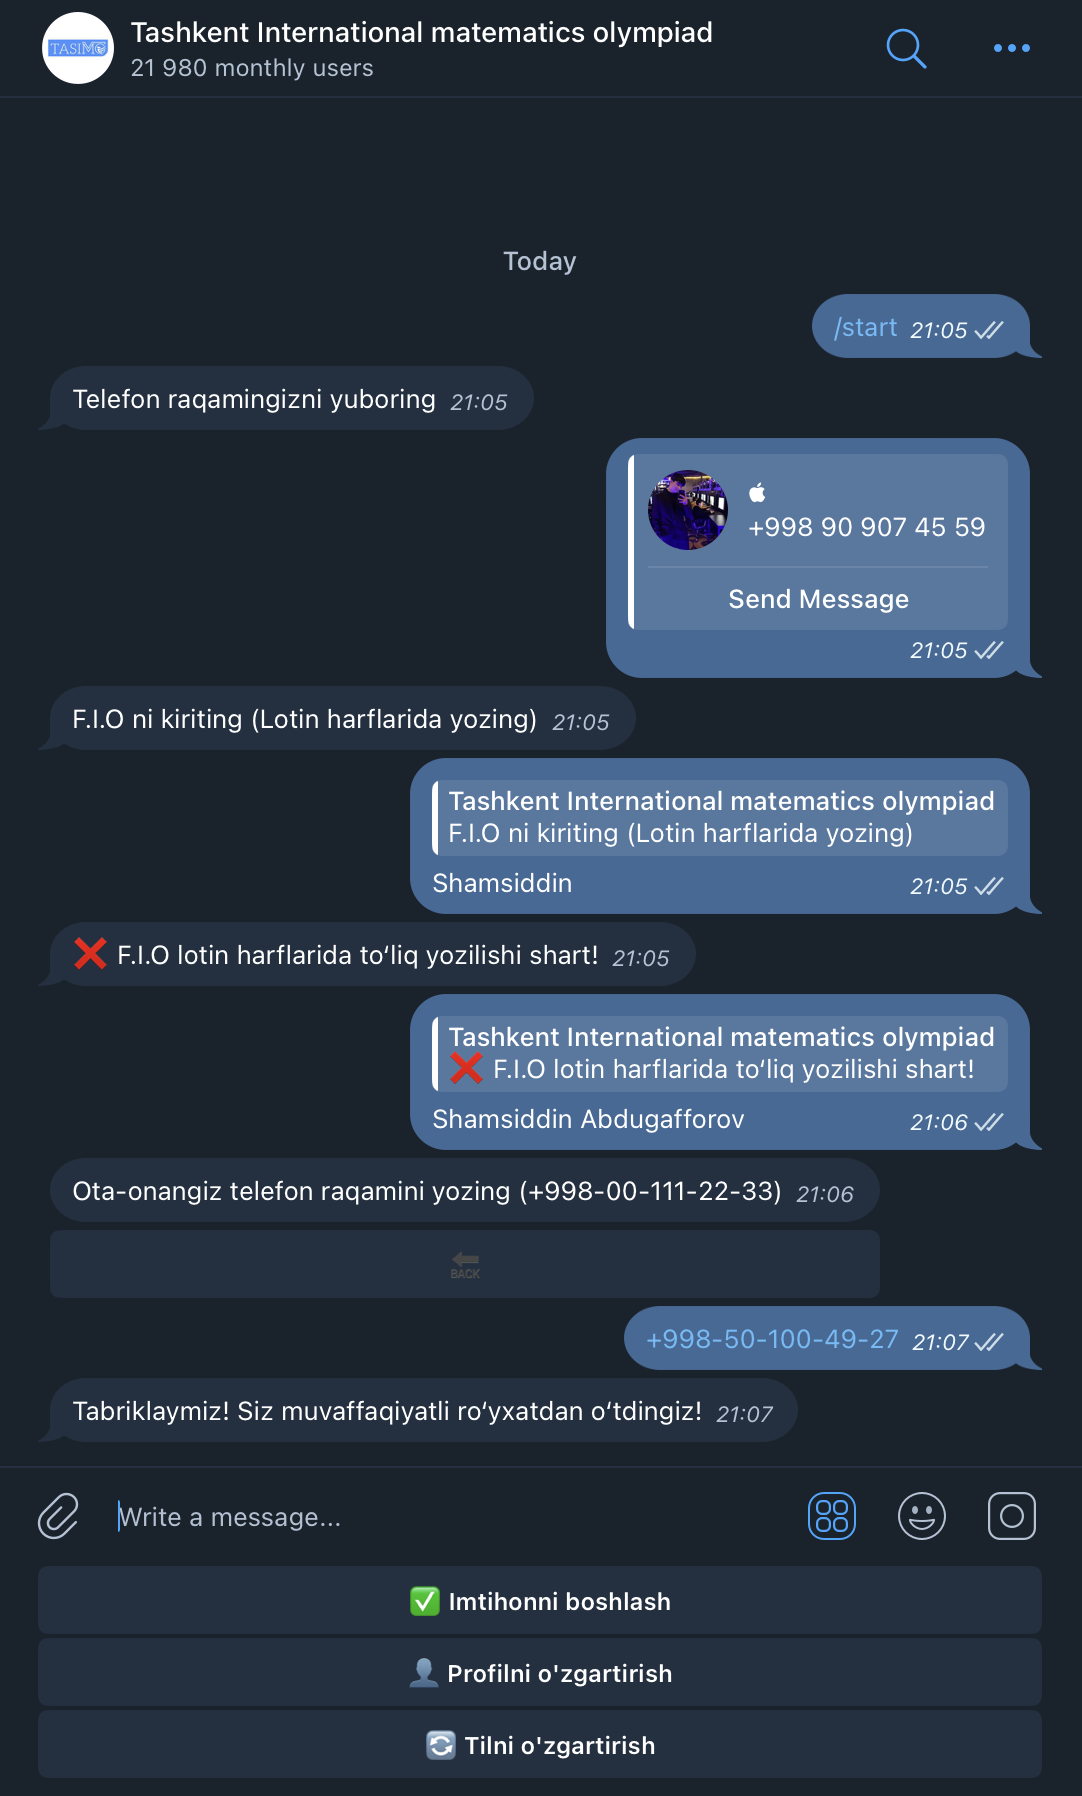 TASIMO
Tashkent International matematics olympiad
21 980 monthly users
Today
/start 21:05
Telefon raqamingizni yuboring 21:05
+998 90 907 45 59
Send Message
21:05
F.I.O ni kiriting (Lotin harflarida yozing) 21:05
Tashkent International matematics olympiad
F.I.O ni kiriting (Lotin harflarida yozing)
Shamsiddin 21:05
❌ F.I.O lotin harflarida to‘liq yozilishi shart! 21:05
Tashkent International matematics olympiad
❌ F.I.O lotin harflarida to‘liq yozilishi shart!
Shamsiddin Abdugafforov 21:06
Ota-onangiz telefon raqamini yozing (+998-00-111-22-33) 21:06
BACK
+998-50-100-49-27 21:07
Tabriklaymiz! Siz muvaffaqiyatli ro‘yxatdan o‘tdingiz! 21:07
Write a message...
✅ Imtihonni boshlash
👤 Profilni o'zgartirish
🔄 Tilni o'zgartirish